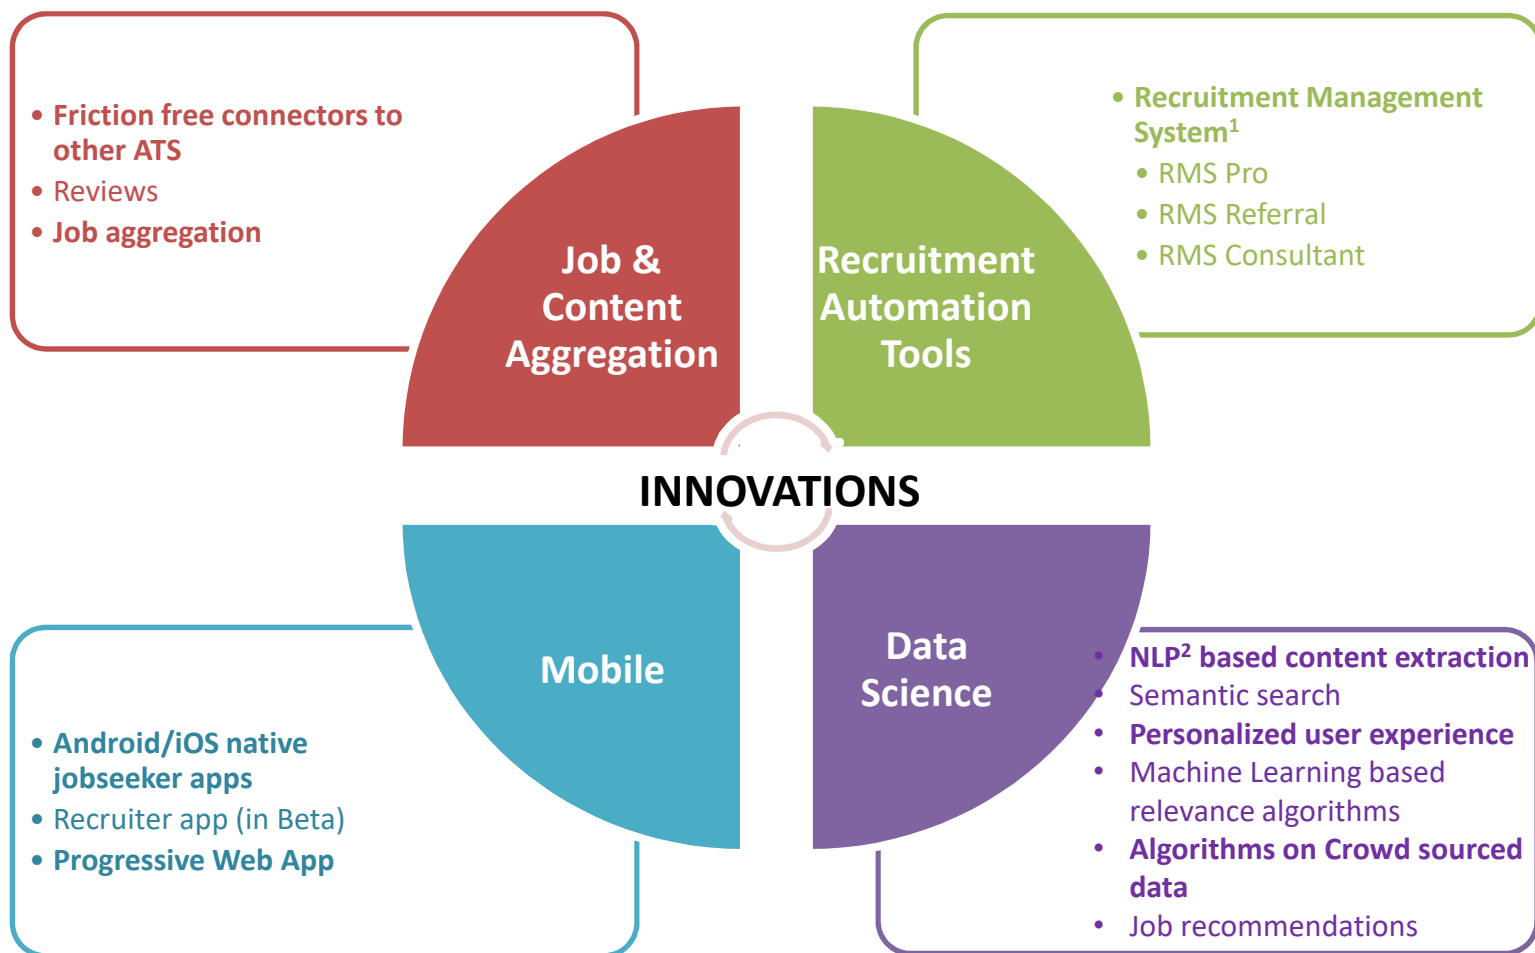 • Friction free connectors to
other ATS
• Reviews
• Job aggregation
Job &
Content
Aggregation
• Recruitment Management
System¹
• RMS Pro
• RMS Referral
• RMS Consultant
Recruitment
Automation
Tools
INNOVATIONS
Mobile
• Android/iOS native
jobseeker apps
• Recruiter app (in Beta)
• Progressive Web App
Data
Science
• NLP² based content extraction
• Semantic search
• Personalized user experience
• Machine Learning based
relevance algorithms
• Algorithms on Crowd sourced
data
• Job recommendations